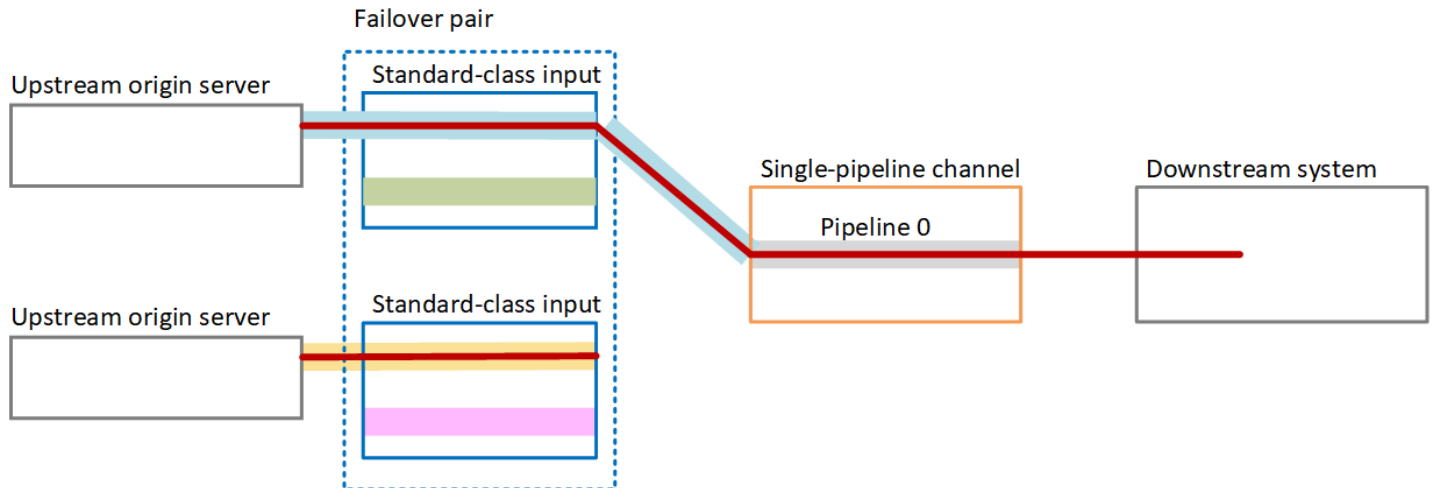 Failover pair
Upstream origin server
Standard-class input
Single-pipeline channel
Downstream system
Pipeline 0
Upstream origin server
Standard-class input